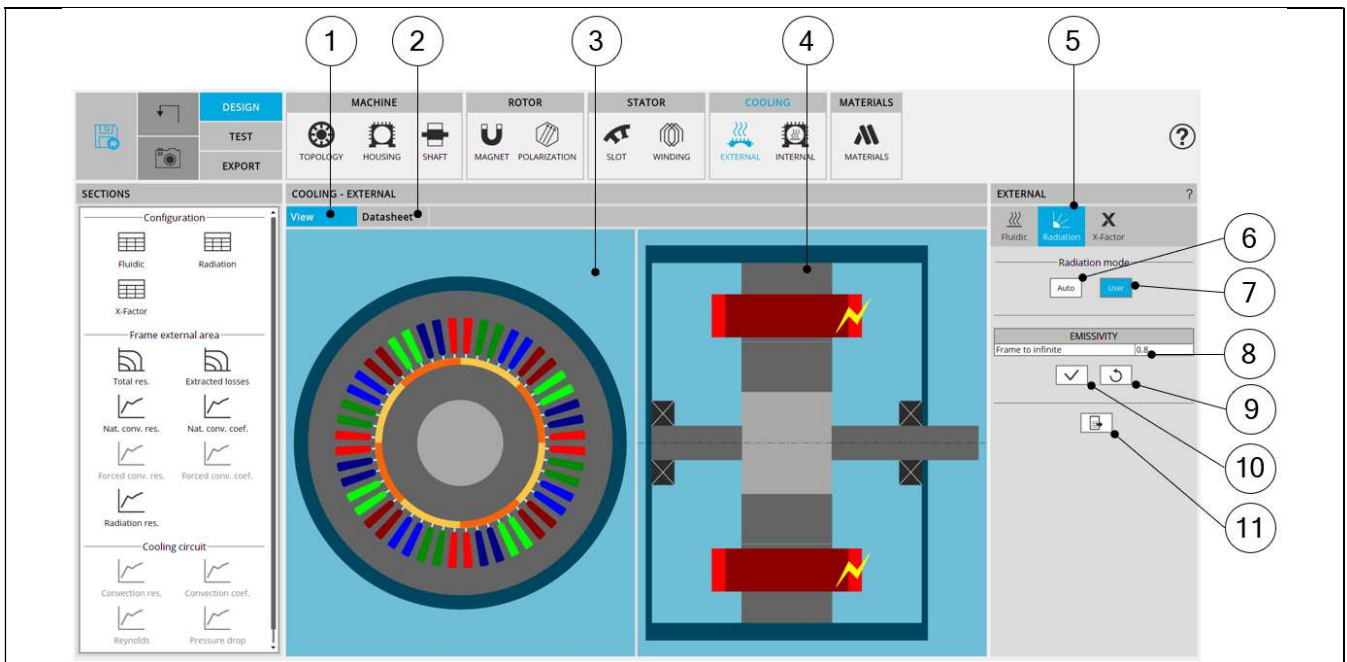 1 2 3 4 5
DESIGN MACHINE ROTOR STATOR COOLING MATERIALS
TEST
EXPORT
TOPOLOGY HOUSING SHAFT MAGNET POLARIZATION SLOT WINDING EXTERNAL INTERNAL MATERIALS
?
SECTIONS COOLING - EXTERNAL EXTERNAL ?
View Datasheet
Configuration
Fluidic Radiation
X-Factor
Frame external area
Total res. Extracted losses
Nat. conv. res. Nat. conv. coef.
Forced conv. res. Forced conv. coef.
Radiation res.
Cooling circuit
Convection res. Convection coef.
Reynolds Pressure drop
Fluidic Radiation X-Factor
Radiation mode
Auto User
EMISSIVITY
Frame to infinite 0.8
6
7
8
9
10
11